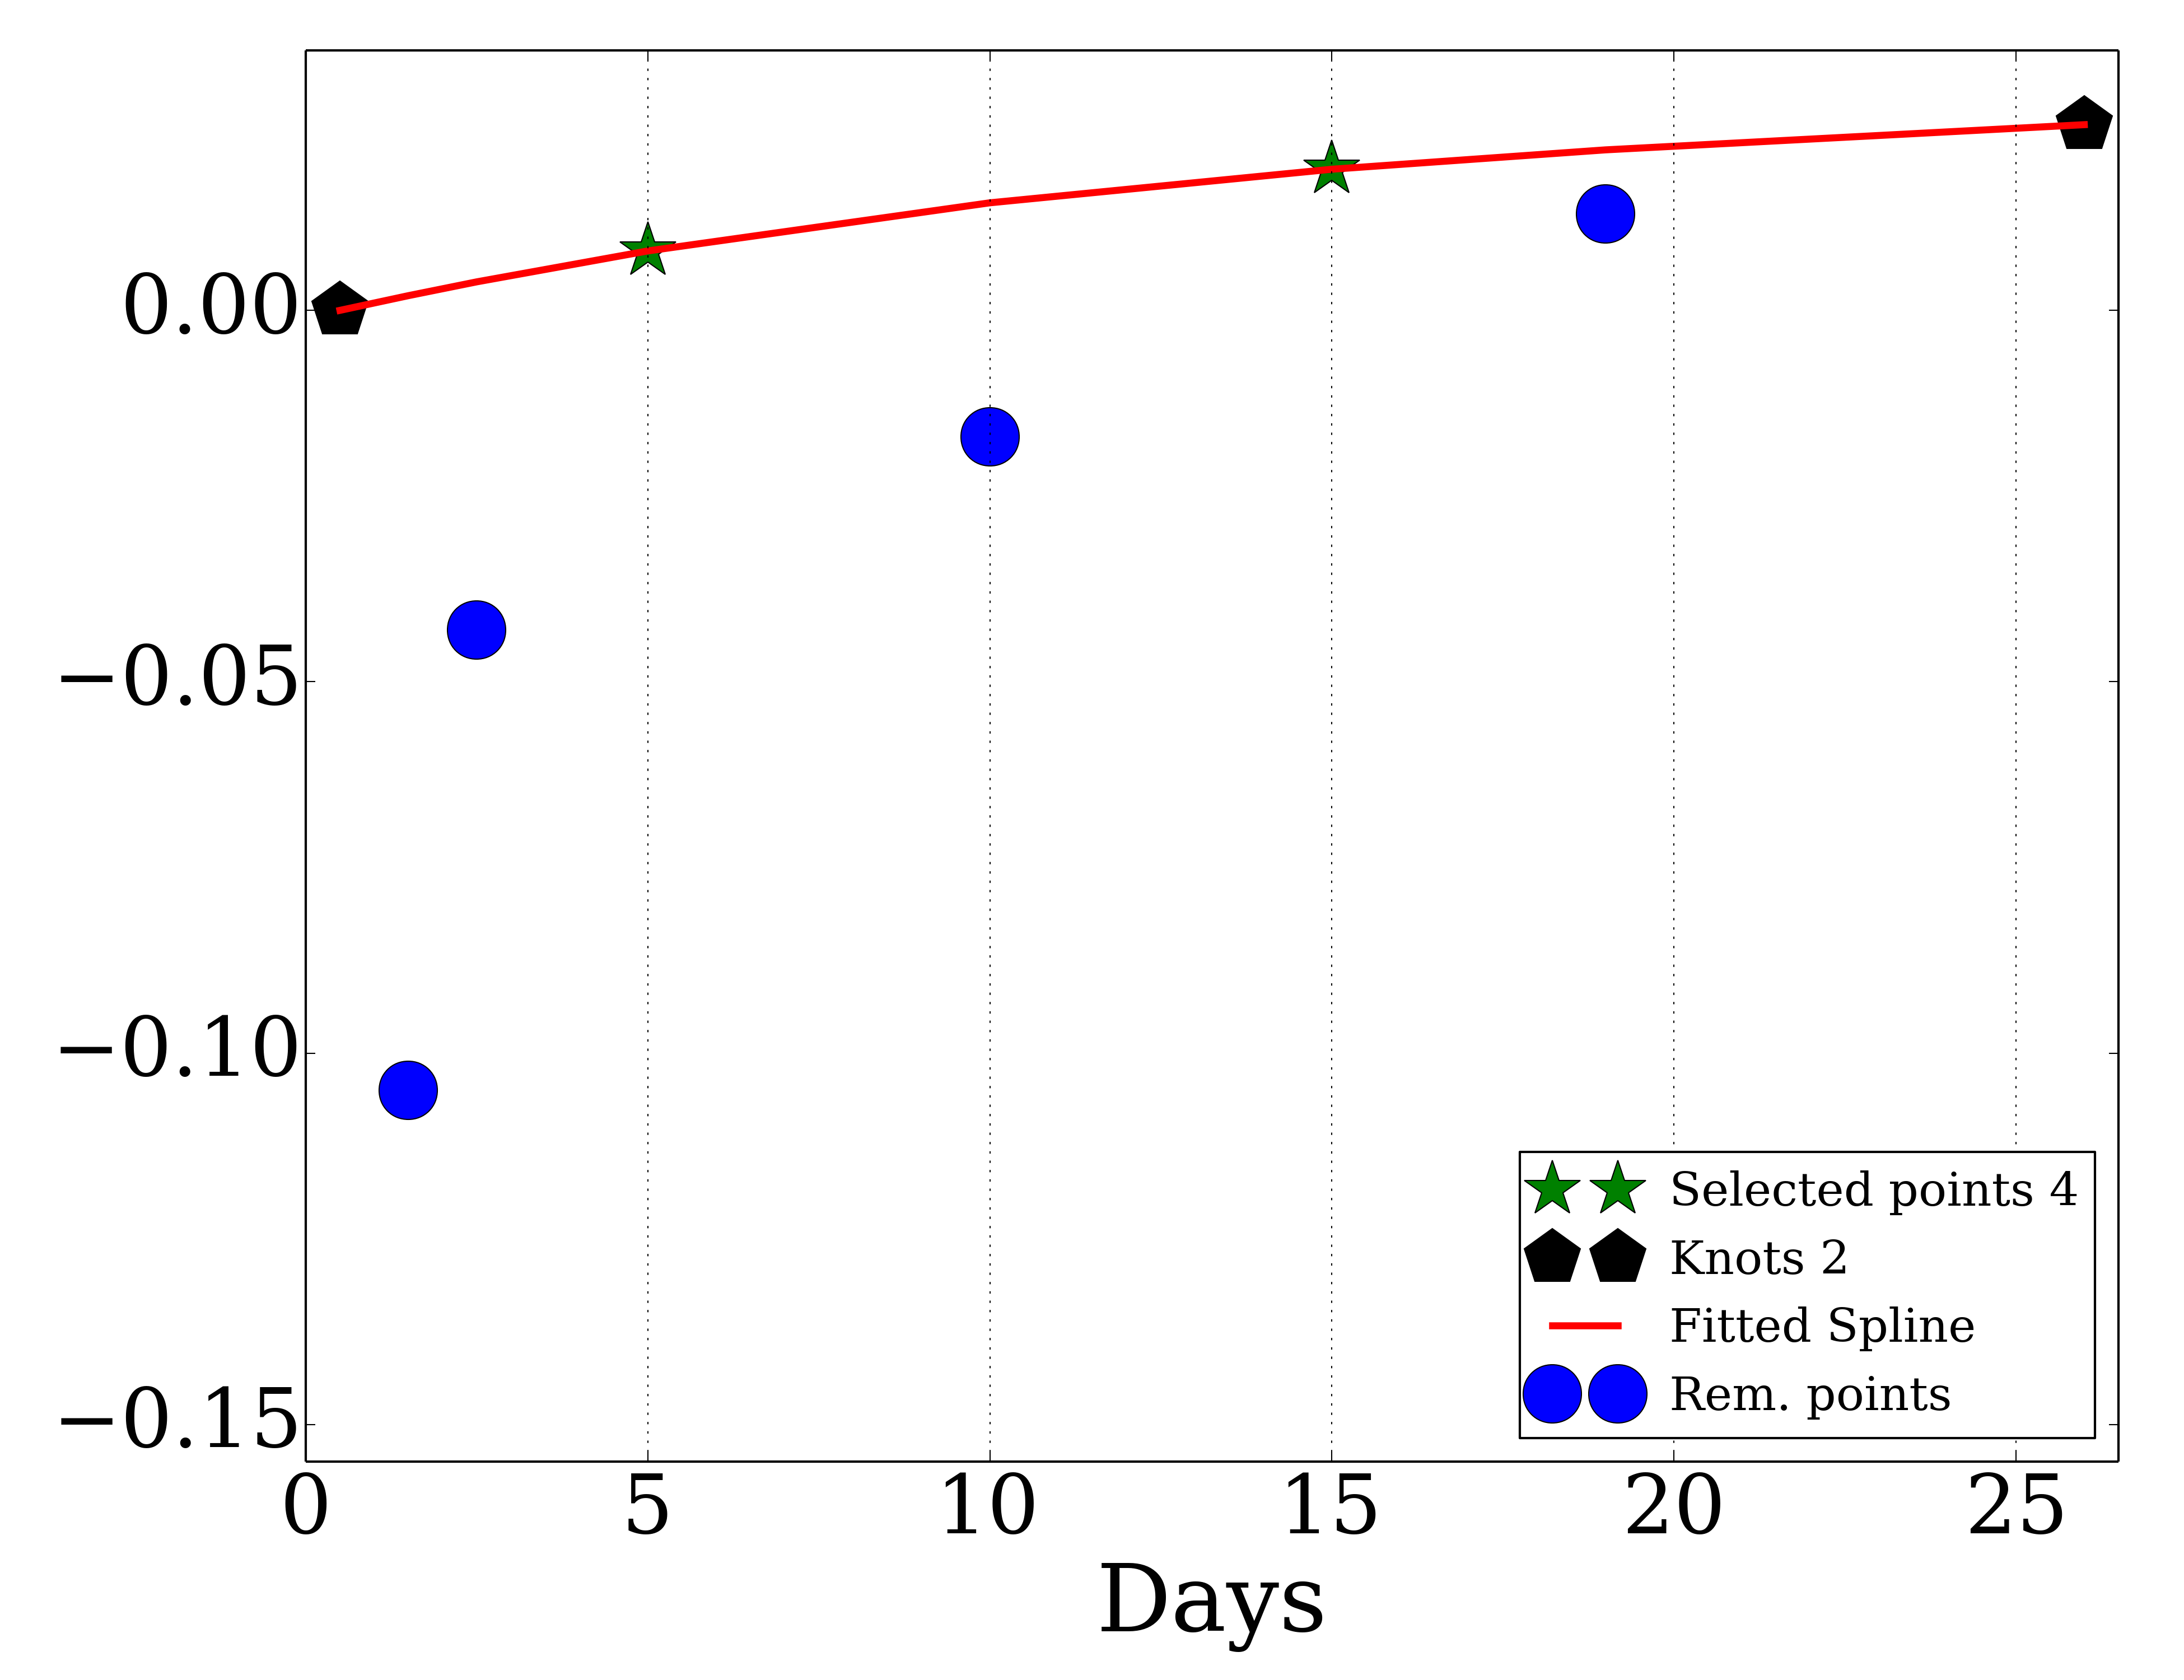 0.00
−0.05
−0.10
−0.15
0 5 10 15 20 25
Days
Selected points 4
Knots 2
Fitted Spline
Rem. points